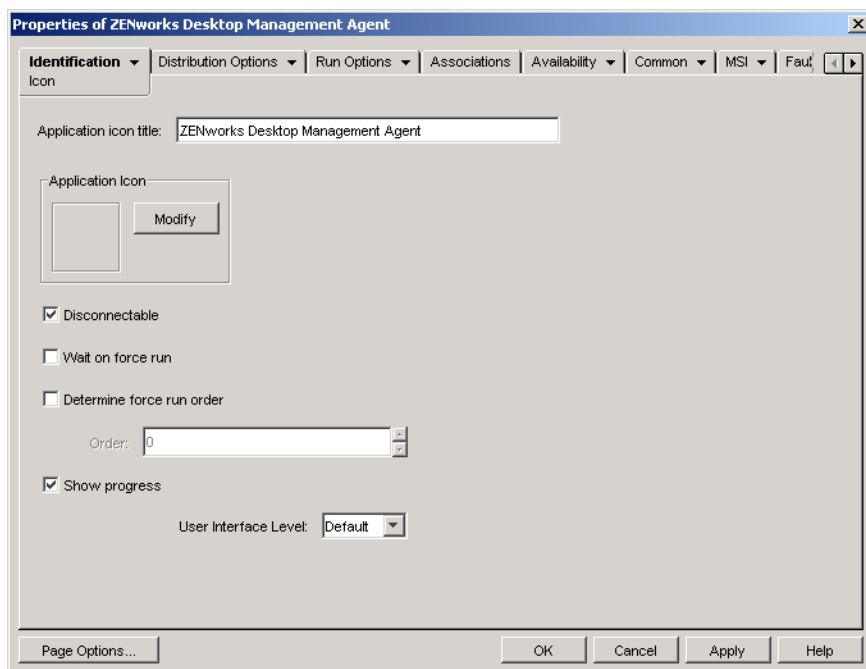 Properties of ZENworks Desktop Management Agent
Identification Distribution Options Run Options Associations Availability Common MSI Faul
Icon
Application icon title: ZENworks Desktop Management Agent
Application Icon
Modify
Disconnectable
Wait on force run
Determine force run order
Order: 0
Show progress
User Interface Level: Default
Page Options... OK Cancel Apply Help